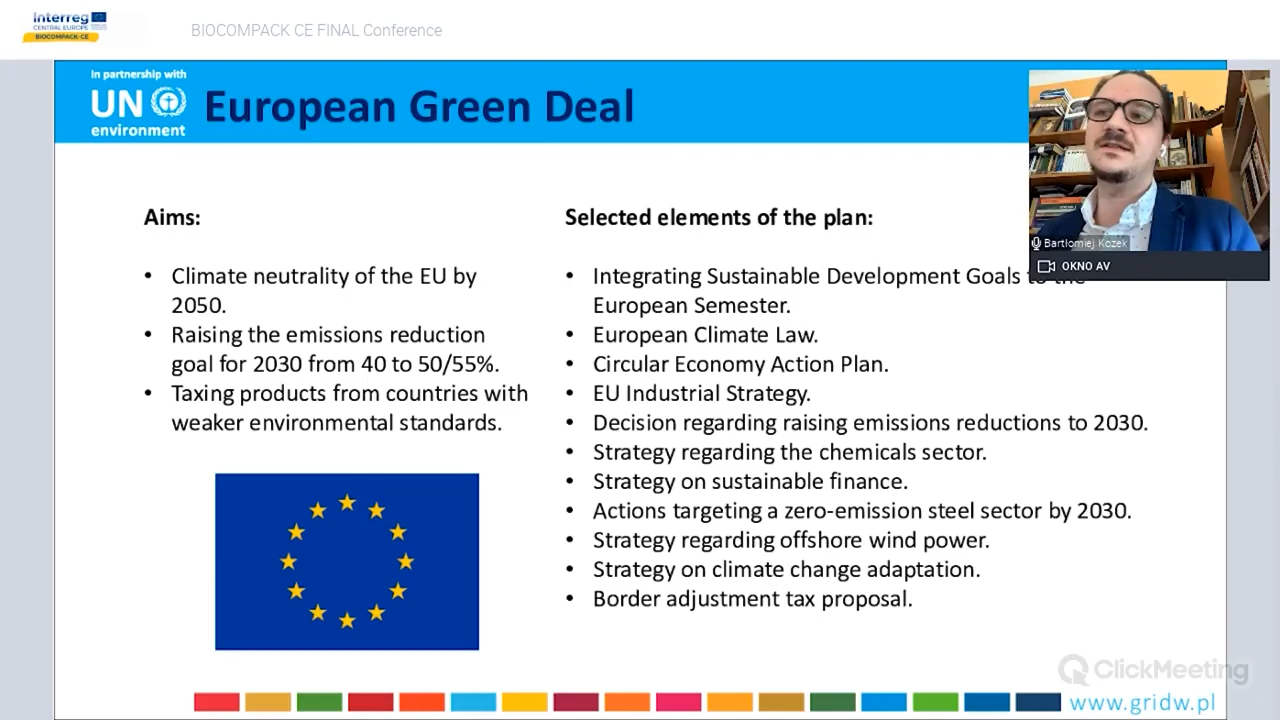 Interreg
CENTRAL EUROPE
BIOCOMPACK-CE
BIOCOMPACK CE FINAL Conference
In partnership with
UN
environment
European Green Deal
Bartłomiej Kozek
OKNO AV
Aims:
• Climate neutrality of the EU by
2050.
• Raising the emissions reduction
goal for 2030 from 40 to 50/55%.
• Taxing products from countries with
weaker environmental standards.
Selected elements of the plan:
• Integrating Sustainable Development Goals to the
European Semester.
• European Climate Law.
• Circular Economy Action Plan.
• EU Industrial Strategy.
• Decision regarding raising emissions reductions to 2030.
• Strategy regarding the chemicals sector.
• Strategy on sustainable finance.
• Actions targeting a zero-emission steel sector by 2030.
• Strategy regarding offshore wind power.
• Strategy on climate change adaptation.
• Border adjustment tax proposal.
ClickMeeting
www.gridw.pl